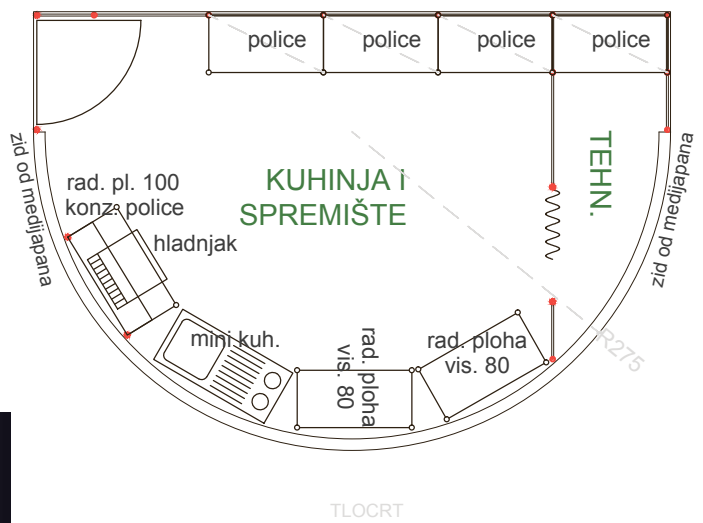 police police police police
zid od medijapana
rad. pl. 100
konz. police
hladnjak
KUHINJA I
SPREMIŠTE
TEHN.
zid od medijapana
mini kuh.
rad. ploha
vis. 80
rad. ploha
vis. 80
R275
TLOCRT